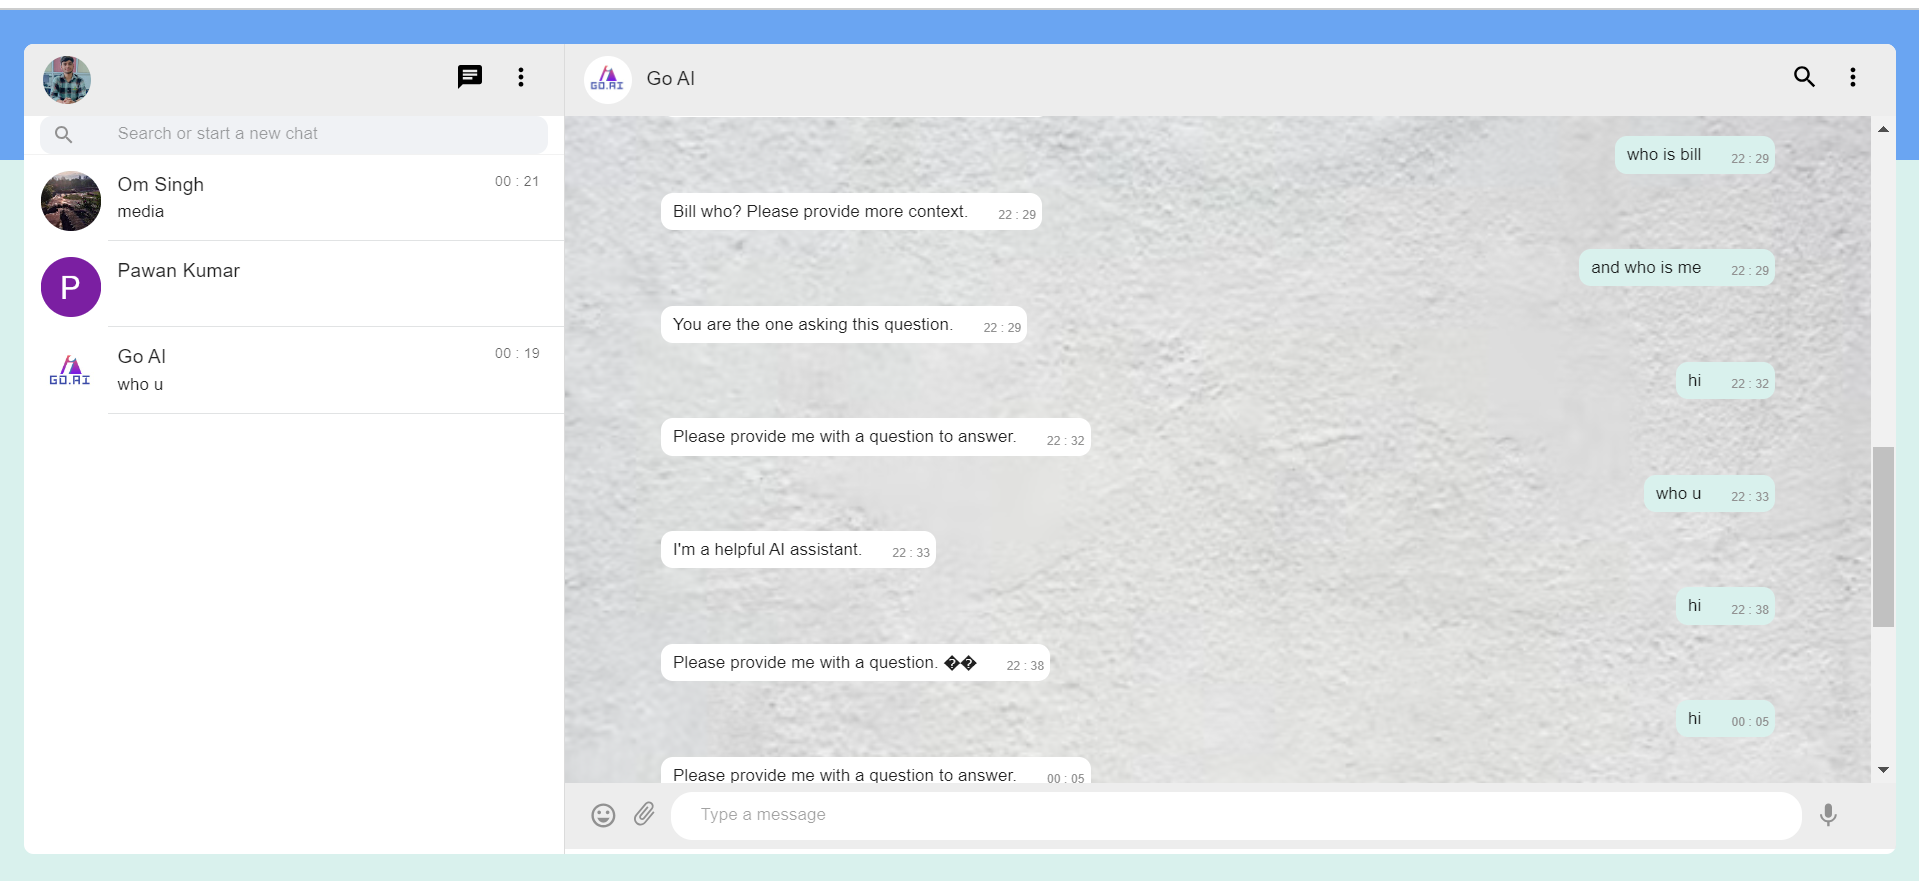 Search or start a new chat
Om Singh 00 : 21
media
P
Pawan Kumar
GO.AI
Go AI 00 : 19
who u
GO.AI
Go AI
who is bill 22 : 29
Bill who? Please provide more context. 22 : 29
and who is me 22 : 29
You are the one asking this question. 22 : 29
hi 22 : 32
Please provide me with a question to answer. 22 : 32
who u 22 : 33
I'm a helpful AI assistant. 22 : 33
hi 22 : 38
Please provide me with a question. �� 22 : 38
hi 00 : 05
Please provide me with a question to answer. 00 : 05
Type a message